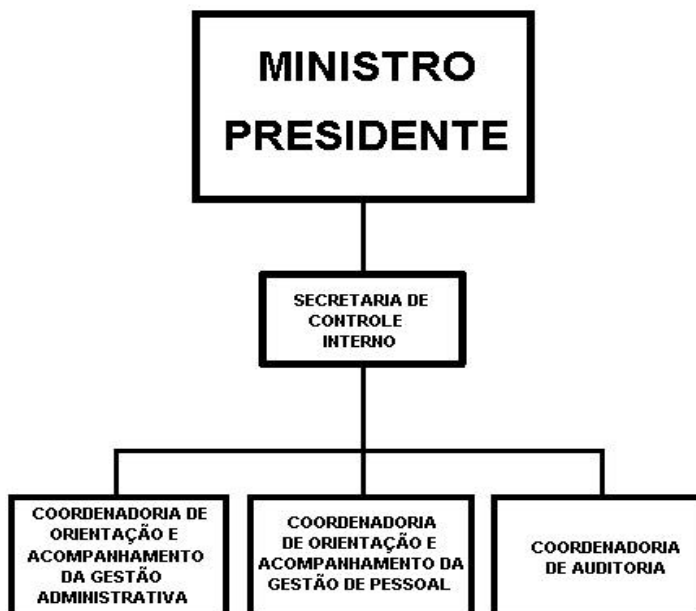 MINISTRO
PRESIDENTE
SECRETARIA DE
CONTROLE
INTERNO
COORDENADORIA DE
ORIENTAÇÃO E
ACOMPANHAMENTO
DA GESTÃO
ADMINISTRATIVA
COORDENADORIA
DE ORIENTAÇÃO E
ACOMPANHAMENTO DA
GESTÃO DE PESSOAL
COORDENADORIA
DE AUDITORIA